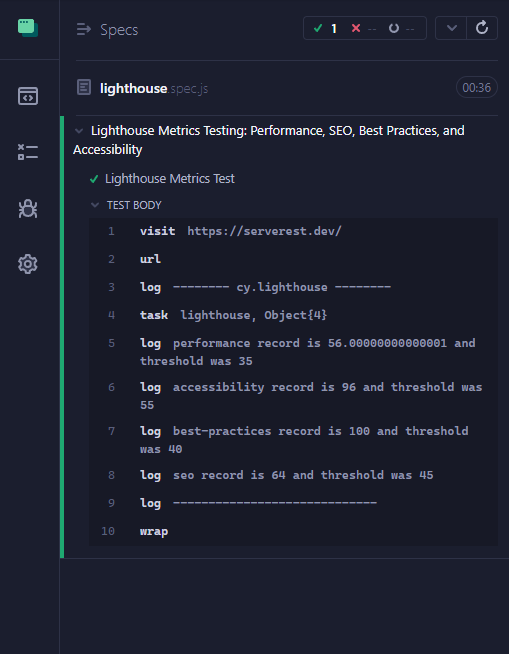 Specs
1 -- --
lighthouse.spec.js
00:36
Lighthouse Metrics Testing: Performance, SEO, Best Practices, and
Accessibility
Lighthouse Metrics Test
TEST BODY
1 visit https://serverest.dev/
2 url
3 log -------- cy.lighthouse --------
4 task lighthouse, Object{4}
5 log performance record is 56.00000000000001 and
threshold was 35
6 log accessibility record is 96 and threshold was
55
7 log best-practices record is 100 and threshold
was 40
8 log seo record is 64 and threshold was 45
9 log -----------------------------
10 wrap